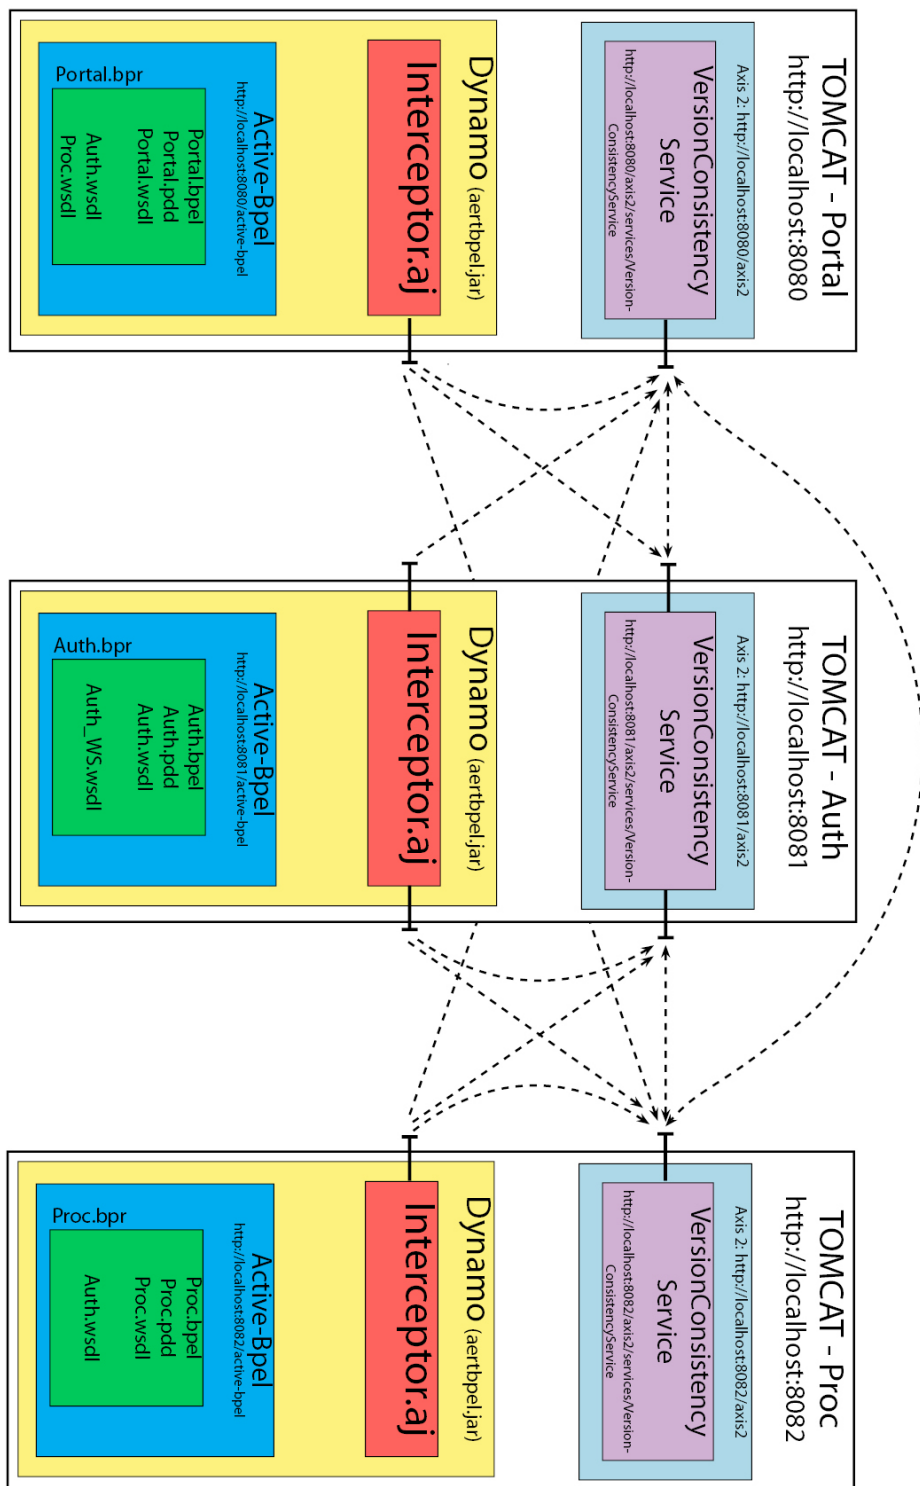 TOMCAT - Portal
http://localhost:8080
Axis 2: http://localhost:8080/axis2
VersionConsistency
Service
http://localhost:8080/axis2/services/Version-
ConsistencyService
Dynamo (aertbpel.jar)
Interceptor.aj
Active-Bpel
http://localhost:8080/active-bpel
Portal.bpr
Portal.bpel
Portal.pdd
Portal.wsdl
Auth.wsdl
Proc.wsdl
TOMCAT - Auth
http://localhost:8081
Axis 2: http://localhost:8081/axis2
VersionConsistency
Service
http://localhost:8081/axis2/services/Version-
ConsistencyService
Dynamo (aertbpel.jar)
Interceptor.aj
Active-Bpel
http://localhost:8081/active-bpel
Auth.bpr
Auth.bpel
Auth.pdd
Auth.wsdl
Auth_WS.wsdl
TOMCAT - Proc
http://localhost:8082
Axis 2: http://localhost:8082/axis2
VersionConsistency
Service
http://localhost:8082/axis2/services/Version-
ConsistencyService
Dynamo (aertbpel.jar)
Interceptor.aj
Active-Bpel
http://localhost:8082/active-bpel
Proc.bpr
Proc.bpel
Proc.pdd
Proc.wsdl
Auth.wsdl